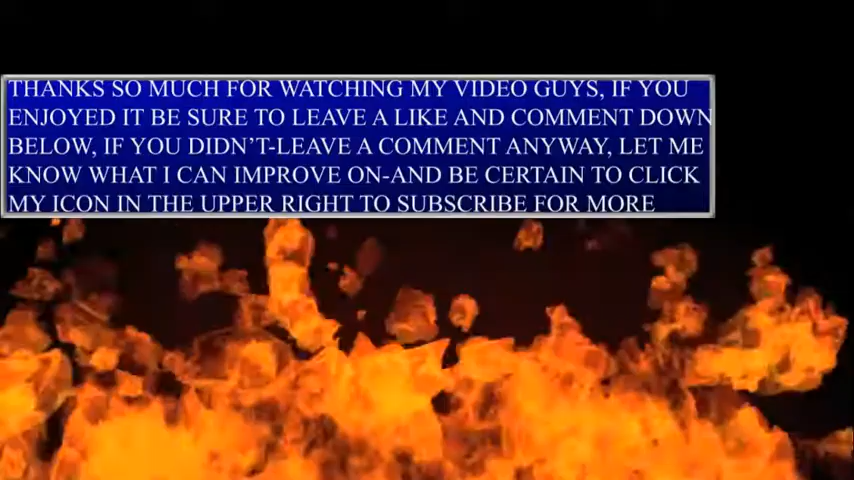 THANKS SO MUCH FOR WATCHING MY VIDEO GUYS, IF YOU
ENJOYED IT BE SURE TO LEAVE A LIKE AND COMMENT DOWN
BELOW, IF YOU DIDN'T-LEAVE A COMMENT ANYWAY, LET ME
KNOW WHAT I CAN IMPROVE ON-AND BE CERTAIN TO CLICK
MY ICON IN THE UPPER RIGHT TO SUBSCRIBE FOR MORE